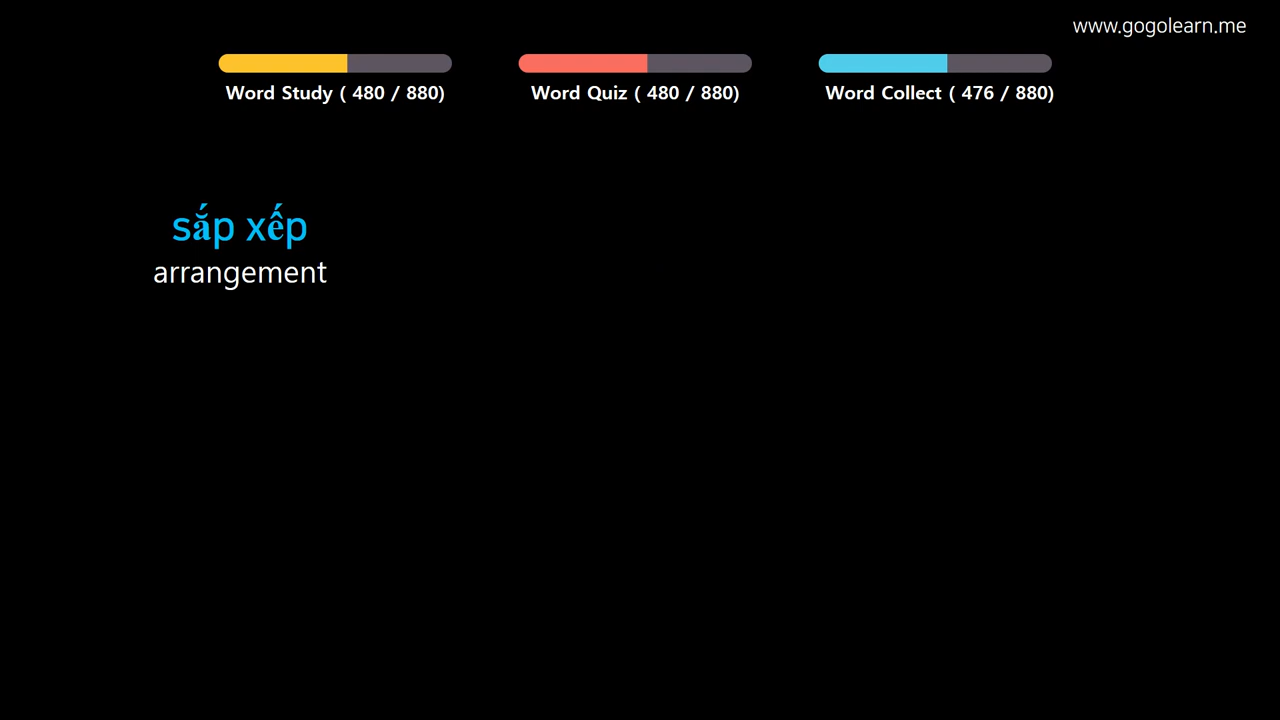 www.gogolearn.me
Word Study ( 480 / 880)
Word Quiz ( 480 / 880)
Word Collect ( 476 / 880)
sắp xếp
arrangement